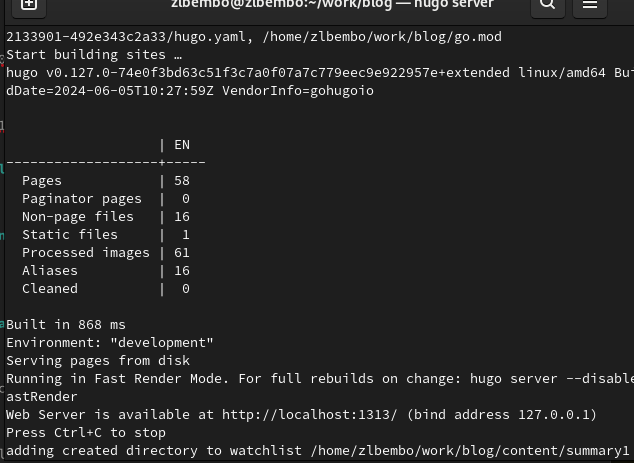 zlbembo@zlbembo:~/work/blog — hugo server
2133901-492e343c2a33/hugo.yaml, /home/zlbembo/work/blog/go.mod
Start building sites …
hugo v0.127.0-74e0f3bd63c51f3c7a0f07a7c779eec9e922957e+extended linux/amd64 Bui
dDate=2024-06-05T10:27:59Z VendorInfo=gohugoio
| EN
-------------------+-----
Pages | 58
Paginator pages | 0
Non-page files | 16
Static files | 1
Processed images | 61
Aliases | 16
Cleaned | 0
Built in 868 ms
Environment: "development"
Serving pages from disk
Running in Fast Render Mode. For full rebuilds on change: hugo server --disable
astRender
Web Server is available at http://localhost:1313/ (bind address 127.0.0.1)
Press Ctrl+C to stop
adding created directory to watchlist /home/zlbembo/work/blog/content/summary1